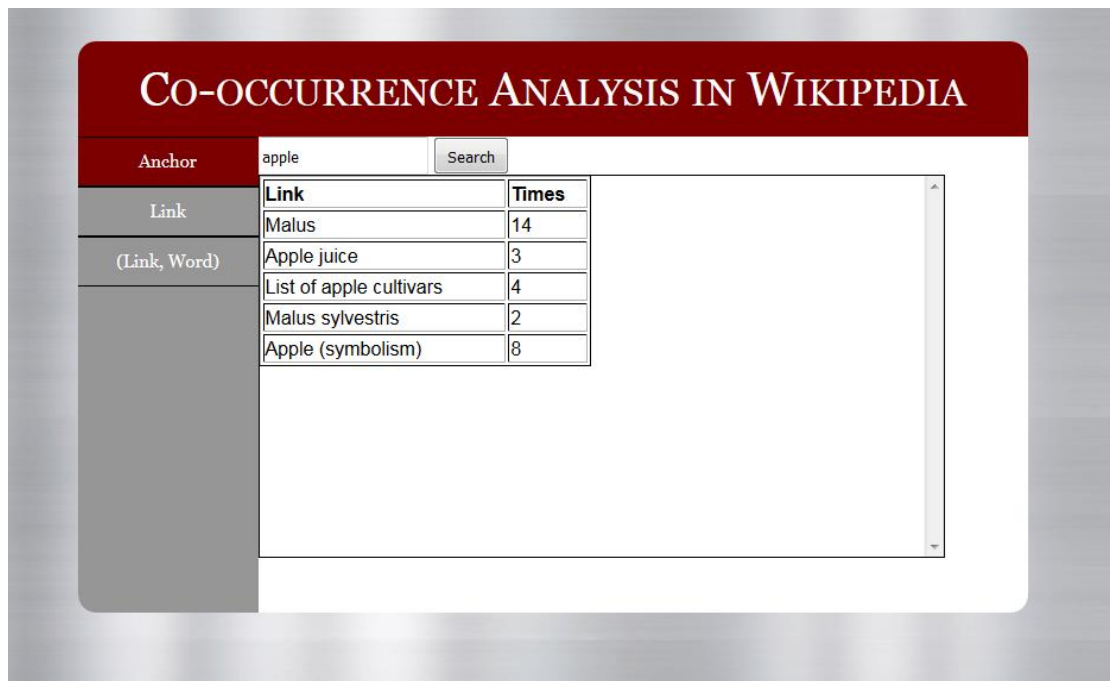 CO-OCCURRENCE ANALYSIS IN WIKIPEDIA
Anchor
Link
(Link, Word)
apple Search
Link Times
Malus 14
Apple juice 3
List of apple cultivars 4
Malus sylvestris 2
Apple (symbolism) 8